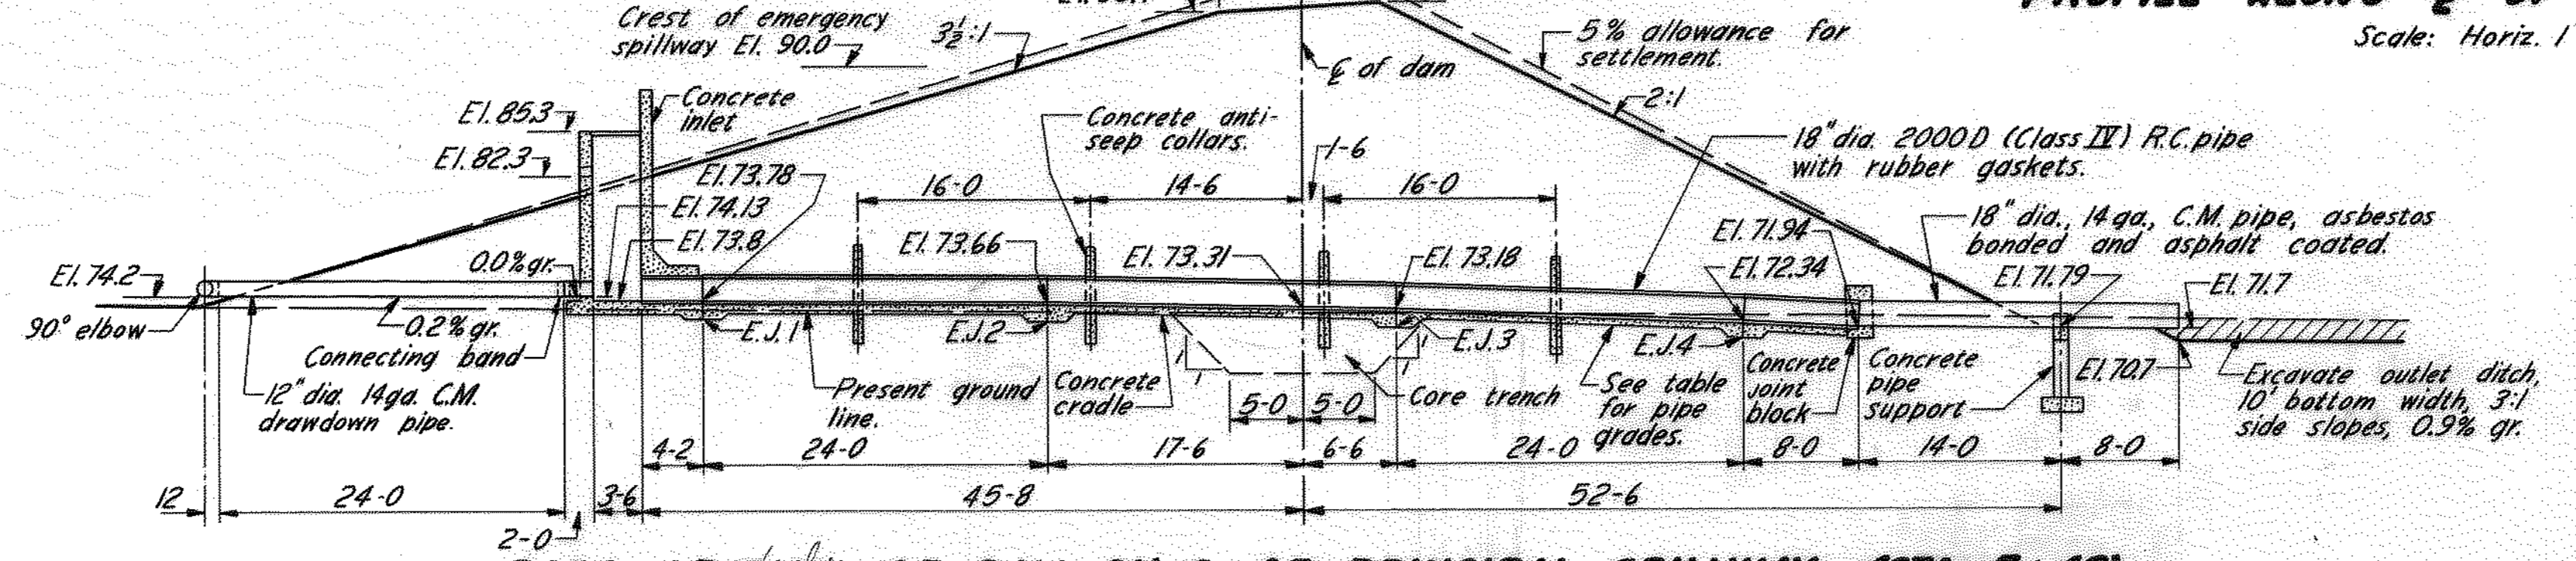 Scale: Horiz. 1
Crest of emergency
spillway El. 90.0
3½:1
℄ of dam
5% allowance for
settlement.
2:1
El. 85.3
El. 82.3
Concrete
inlet
Concrete anti-
seep collars.
1-6
18" dia. 2000D (Class IV) R.C. pipe
with rubber gaskets.
El. 73.78
El. 74.13
El. 73.8
16-0
14-6
16-0
El. 73.66
El. 73.31
El. 73.18
El. 71.94
El. 72.34
18" dia., 14 ga., C.M. pipe, asbestos
bonded and asphalt coated.
El. 71.79
El. 71.7
El. 74.2
0.0% gr.
90° elbow
0.2% gr.
Connecting band
12" dia. 14ga. C.M.
drawdown pipe.
E.J. 1
E.J. 2
E.J. 3
E.J. 4
Present ground
line.
Concrete
cradle
1
1
1
1
5-0
5-0
Core trench
See table
for pipe
grades.
Concrete
joint
block
Concrete
pipe
support
El. 70.7
Excavate outlet ditch,
10' bottom width, 3:1
side slopes, 0.9% gr.
4-2
24-0
17-6
6-6
24-0
8-0
14-0
8-0
12
24-0
3-6
45-8
52-6
2-0